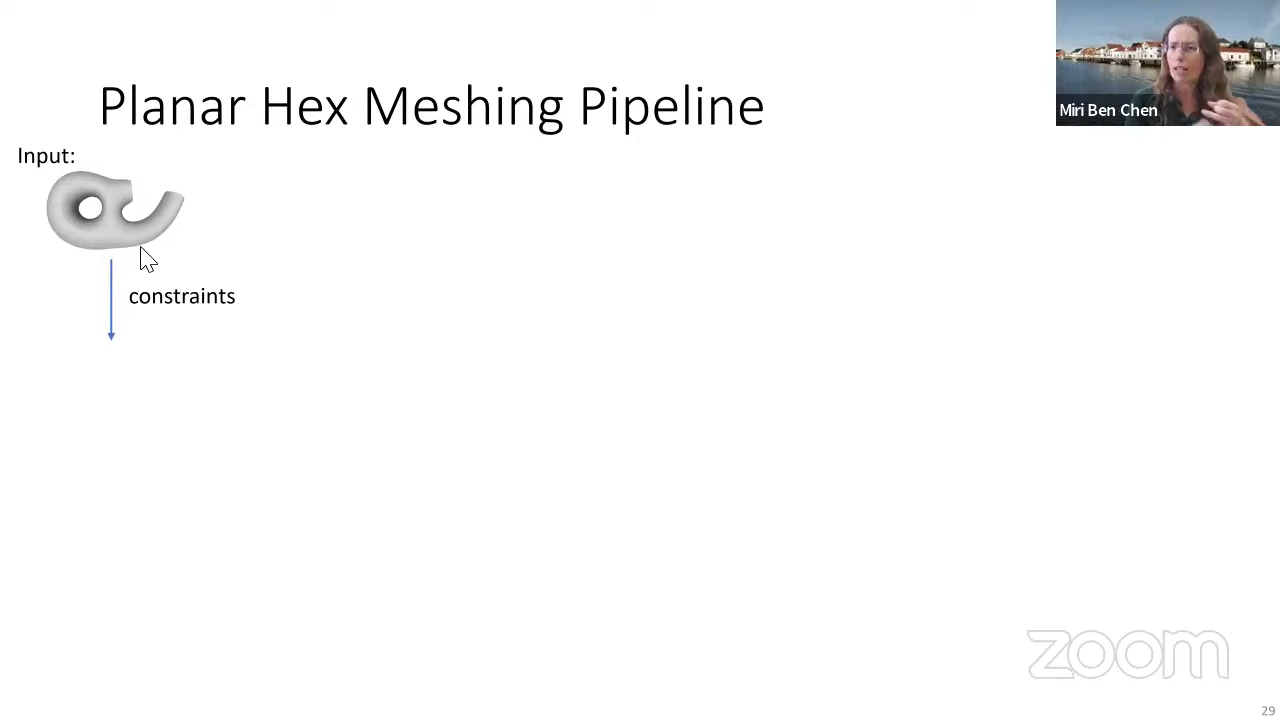 Planar Hex Meshing Pipeline
Miri Ben Chen
Input:
constraints
zoom
29